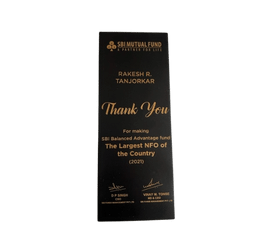 SBI MUTUAL FUND
A PARTNER FOR LIFE
RAKESH R.
TANJORKAR
Thank You
For making
SBI Balanced Advantage fund
The Largest NFO of
the Country
(2021)